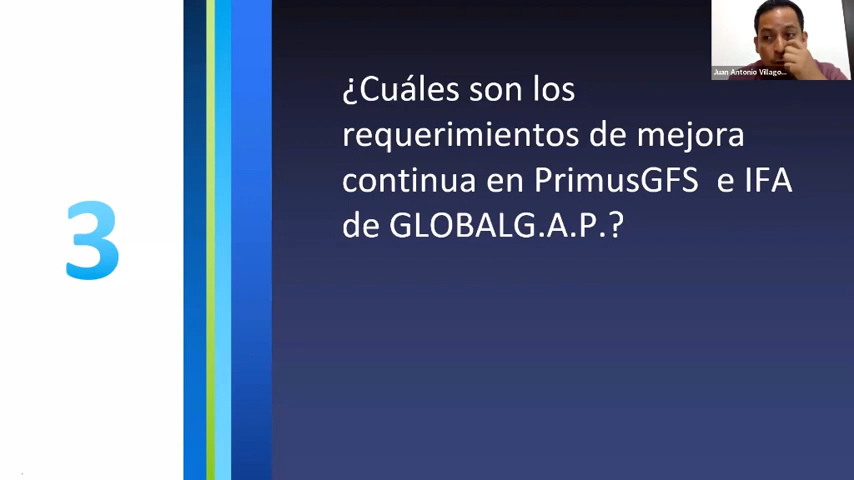 Juan Antonio Villago...
¿Cuáles son los
requerimientos de mejora
continua en PrimusGFS e IFA
de GLOBALG.A.P.?
3